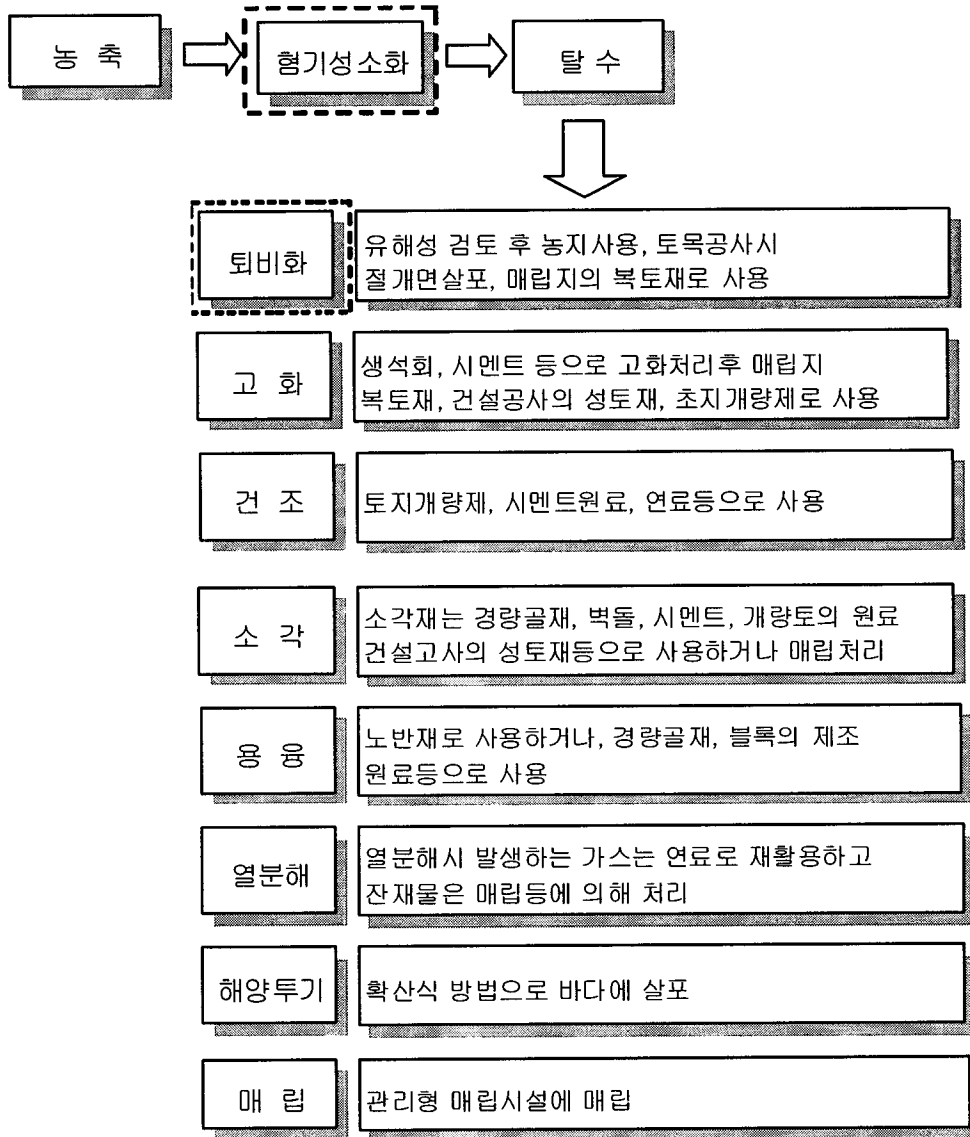 농 축
혐기성소화
탈 수
퇴비화
유해성 검토 후 농지사용, 토목공사시
절개면살포, 매립지의 복토재로 사용
고 화
생석회, 시멘트 등으로 고화처리후 매립지
복토재, 건설공사의 성토재, 초지개량제로 사용
건 조
토지개량제, 시멘트원료, 연료등으로 사용
소 각
소각재는 경량골재, 벽돌, 시멘트, 개량토의 원료
건설고사의 성토재등으로 사용하거나 매립처리
용 융
노반재로 사용하거나, 경량골재, 블록의 제조
원료등으로 사용
열분해
열분해시 발생하는 가스는 연료로 재활용하고
잔재물은 매립등에 의해 처리
해양투기
확산식 방법으로 바다에 살포
매 립
관리형 매립시설에 매립